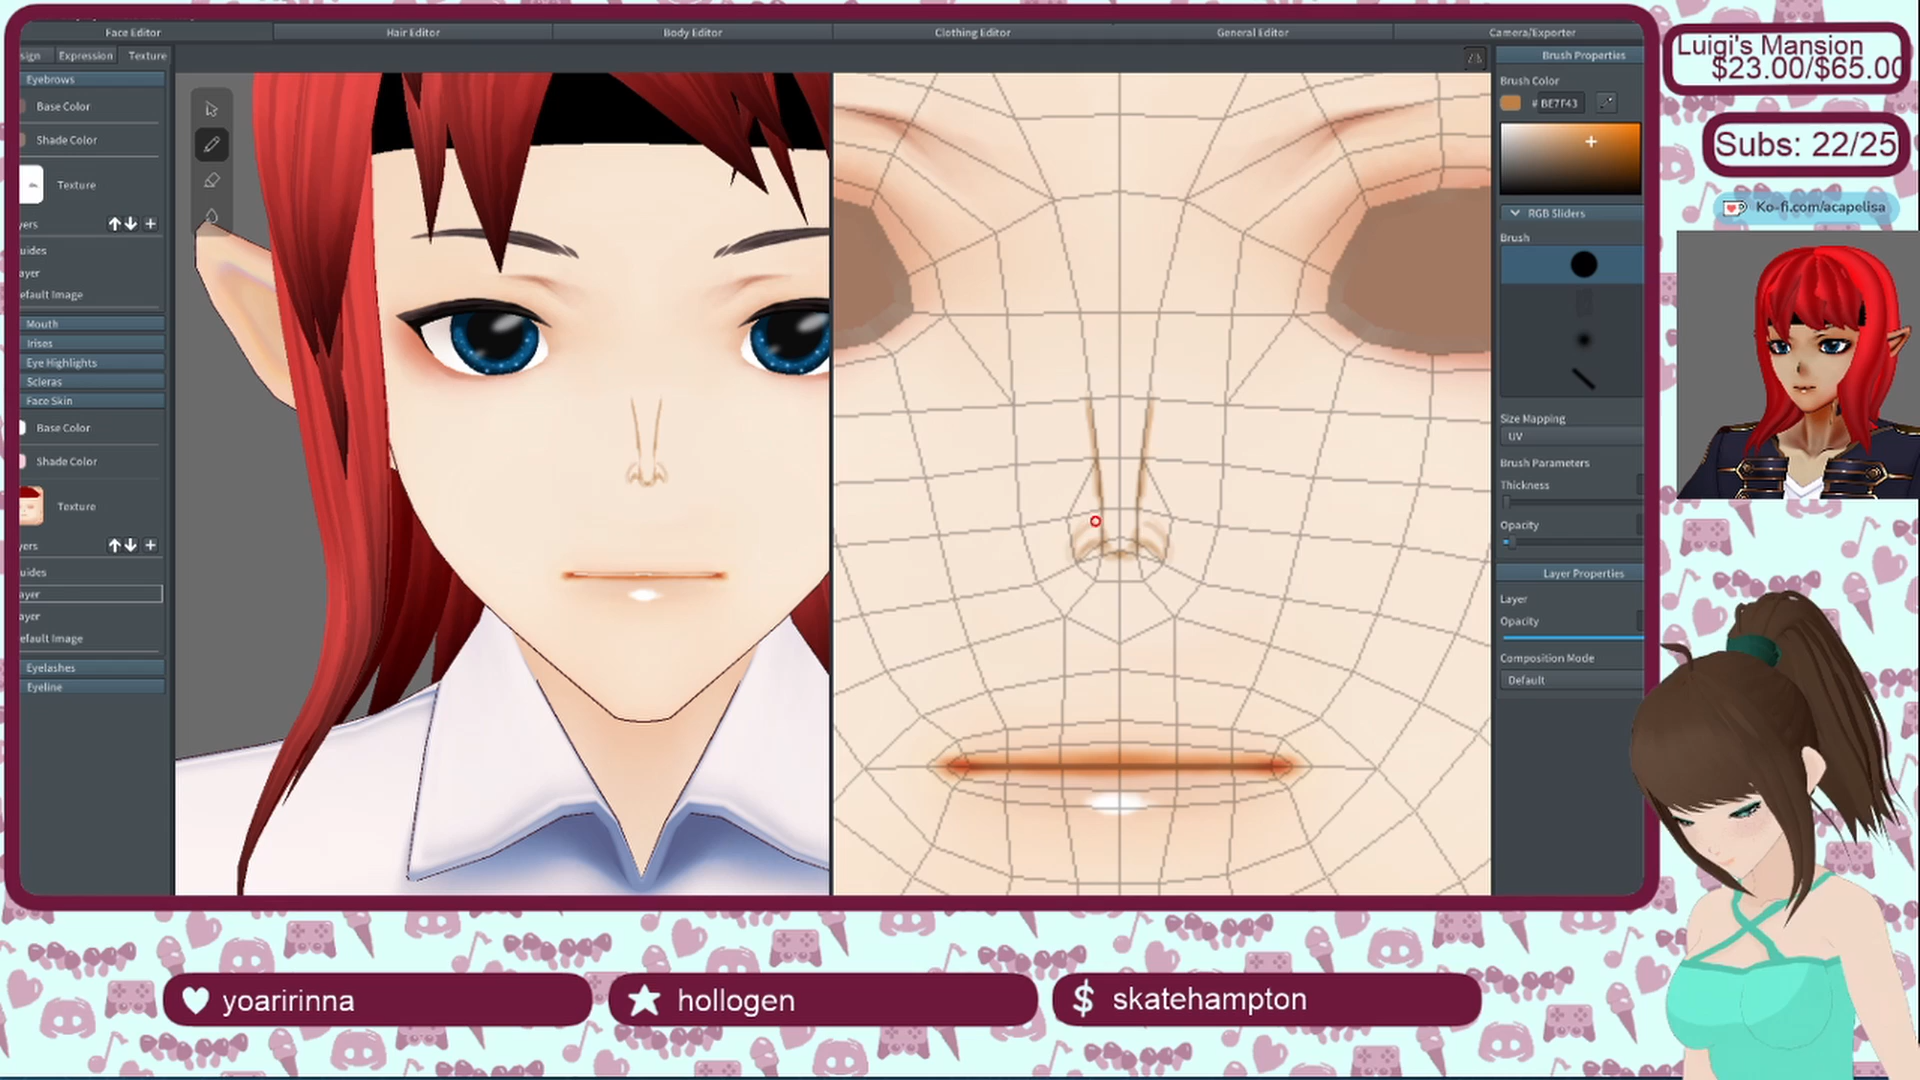 Face Editor
Hair Editor
Body Editor
Clothing Editor
General Editor
Camera/Exporter
sign
Expression
Texture
Eyebrows
Base Color
Shade Color
Texture
yers
uides
ayer
efault Image
Mouth
Irises
Eye Highlights
Scleras
Face Skin
Base Color
Shade Color
Texture
yers
uides
ayer
ayer
efault Image
Eyelashes
Eyeline
Brush Properties
Brush Color
# BE7F43
RGB Sliders
Brush
Size Mapping
UV
Brush Parameters
Thickness
Opacity
Layer Properties
Layer
Opacity
Composition Mode
Default
Luigi's Mansion
$23.00/$65.00
Subs: 22/25
Ko-fi.com/acapelisa
yoaririnna
hollogen
$ skatehampton